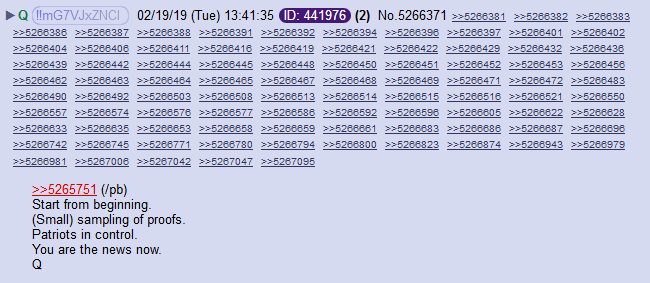 ▶ Q !!mG7VJxZNCI 02/19/19 (Tue) 13:41:35 ID: 441976 (2) No.5266371 >>5266381 >>5266382 >>5266383
>>5266386 >>5266387 >>5266388 >>5266391 >>5266392 >>5266394 >>5266396 >>5266397 >>5266401 >>5266402
>>5266404 >>5266406 >>5266411 >>5266416 >>5266419 >>5266421 >>5266422 >>5266429 >>5266432 >>5266436
>>5266439 >>5266442 >>5266444 >>5266445 >>5266448 >>5266450 >>5266451 >>5266452 >>5266453 >>5266456
>>5266462 >>5266463 >>5266464 >>5266465 >>5266467 >>5266468 >>5266469 >>5266471 >>5266472 >>5266483
>>5266490 >>5266492 >>5266503 >>5266508 >>5266513 >>5266514 >>5266515 >>5266516 >>5266521 >>5266550
>>5266557 >>5266574 >>5266576 >>5266577 >>5266586 >>5266592 >>5266596 >>5266605 >>5266622 >>5266628
>>5266633 >>5266635 >>5266653 >>5266658 >>5266659 >>5266661 >>5266683 >>5266686 >>5266687 >>5266696
>>5266742 >>5266745 >>5266771 >>5266780 >>5266794 >>5266800 >>5266823 >>5266874 >>5266943 >>5266979
>>5266981 >>5267006 >>5267042 >>5267047 >>5267095
>>5265751 (/pb)
Start from beginning.
(Small) sampling of proofs.
Patriots in control.
You are the news now.
Q